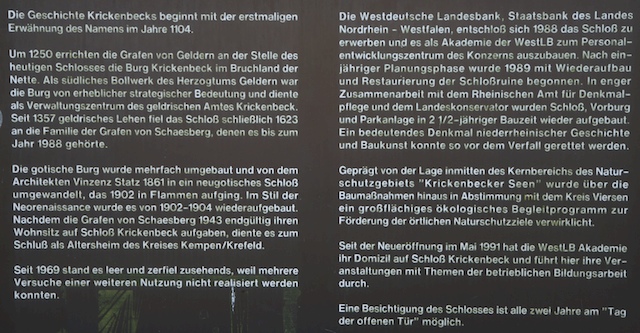 Die Geschichte Krickenbecks beginnt mit der erstmaligen
Erwähnung des Namens im Jahre 1104.
Um 1250 errichten die Grafen von Geldern an der Stelle des
heutigen Schlosses die Burg Krickenbeck im Bruchland der
Nette. Als südliches Bollwerk des Herzogtums Geldern war
die Burg von erheblicher strategischer Bedeutung und diente
als Verwaltungszentrum des geldrischen Amtes Krickenbeck.
Seit 1357 geldrisches Lehen fiel das Schloß schließlich 1623
an die Familie der Grafen von Schaesberg, denen es bis zum
Jahr 1988 gehörte.
Die gotische Burg wurde mehrfach umgebaut und von dem
Architekten Vinzenz Statz 1861 in ein neugotisches Schloß
umgewandelt, das 1902 in Flammen aufging. Im Stil der
Neorenaissance wurde es von 1902-1904 wiederaufgebaut.
Nachdem die Grafen von Schaesberg 1943 endgültig ihren
Wohnsitz auf Schloß Krickenbeck aufgaben, diente es zum
Schluß als Altersheim des Kreises Kempen/Krefeld.
Seit 1969 stand es leer und zerfiel zusehends, weil mehrere
Versuche einer weiteren Nutzung nicht realisiert werden
konnten.
Die Westdeutsche Landesbank, Staatsbank des Landes
Nordrhein - Westfalen, entschloß sich 1988 das Schloß zu
erwerben und es als Akademie der WestLB zum Personal-
entwicklungszentrum des Konzerns auszubauen. Nach ein-
jähriger Planungsphase wurde 1989 mit Wiederaufbau
und Restaurierung der Schloßruine begonnen. In enger
Zusammenarbeit mit dem Rheinischen Amt für Denkmal-
pflege und dem Landeskonservator wurden Schloß, Vorburg
und Parkanlage in 2 1/2-jähriger Bauzeit wieder aufgebaut.
Ein bedeutendes Denkmal niederrheinischer Geschichte
und Baukunst konnte so vor dem Verfall gerettet werden.
Geprägt von der Lage inmitten des Kernbereichs des Natur-
schutzgebiets "Krickenbecker Seen" wurde über die
Baumaßnahmen hinaus in Abstimmung mit dem Kreis Viersen
ein großflächiges ökologisches Begleitprogramm zur
Förderung der örtlichen Naturschutzziele verwirklicht.
Seit der Neueröffnung im Mai 1991 hat die WestLB Akademie
ihr Domizil auf Schloß Krickenbeck und führt hier ihre Ver-
anstaltungen mit Themen der betrieblichen Bildungsarbeit
durch.
Eine Besichtigung des Schlosses ist alle zwei Jahre am "Tag
der offenen Tür" möglich.